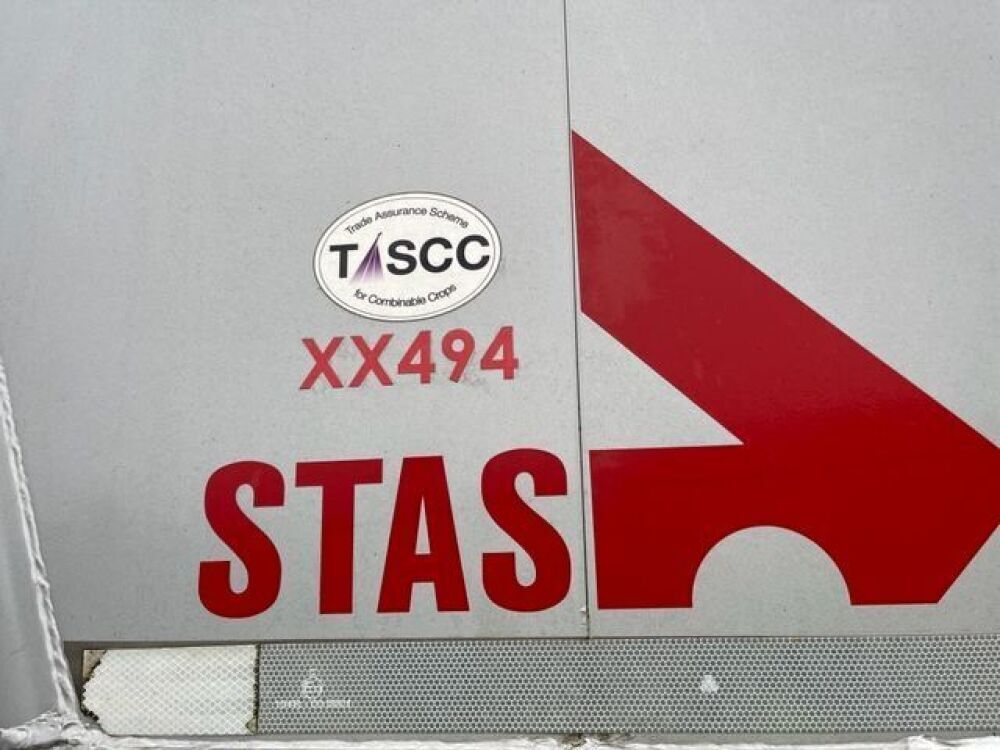 Trade Assurance Scheme
TASCC
for Combinable Crops
XX494
STAS